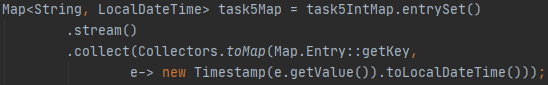 Map<String, LocalDateTime> task5Map = task5IntMap.entrySet()
.stream()
.collect(Collectors.toMap(Map.Entry::getKey,
e-> new Timestamp(e.getValue()).toLocalDateTime()));